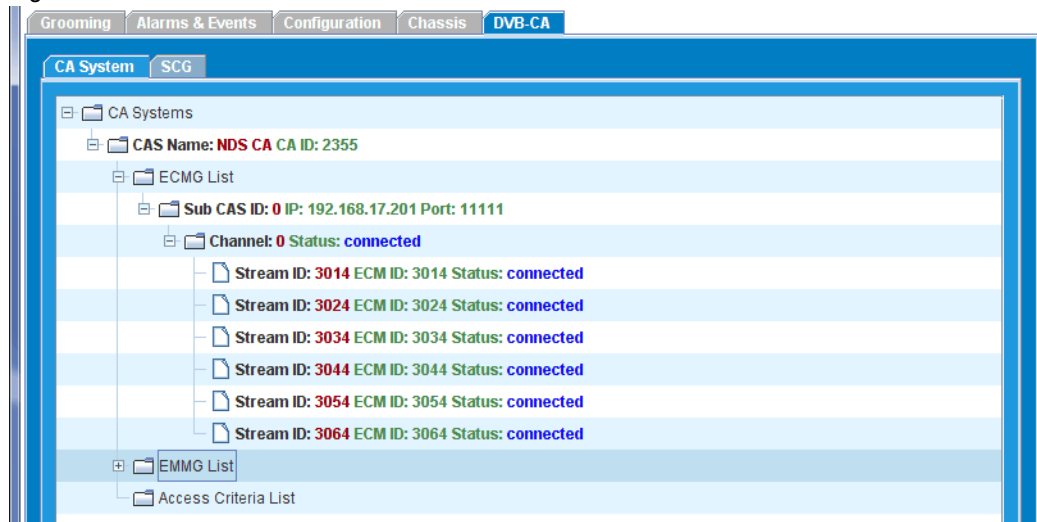 Grooming Alarms & Events Configuration Chassis DVB-CA
CA System SCG
CA Systems
CAS Name: NDS CA CA ID: 2355
ECMG List
Sub CAS ID: 0 IP: 192.168.17.201 Port: 11111
Channel: 0 Status: connected
Stream ID: 3014 ECM ID: 3014 Status: connected
Stream ID: 3024 ECM ID: 3024 Status: connected
Stream ID: 3034 ECM ID: 3034 Status: connected
Stream ID: 3044 ECM ID: 3044 Status: connected
Stream ID: 3054 ECM ID: 3054 Status: connected
Stream ID: 3064 ECM ID: 3064 Status: connected
EMMG List
Access Criteria List